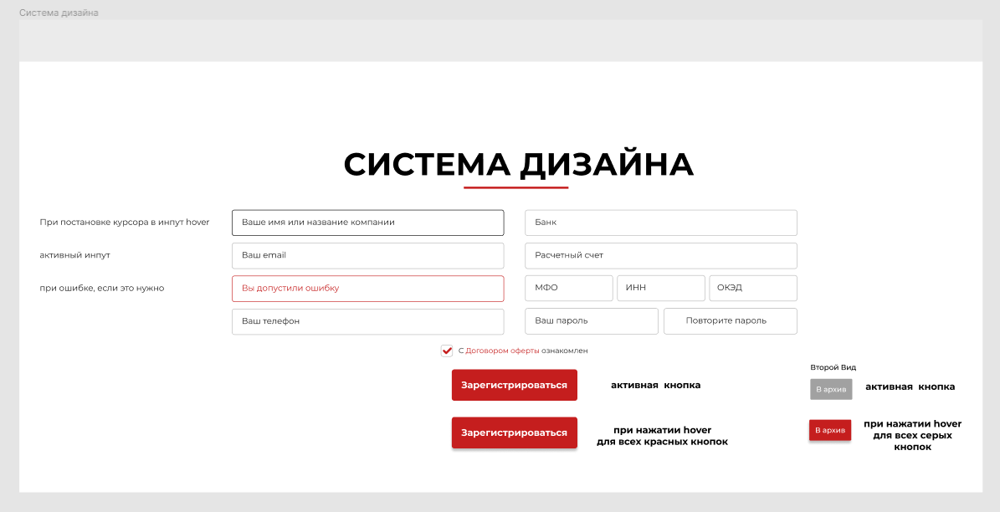 Система дизайна
СИСТЕМА ДИЗАЙНА
При постановке курсора в инпут hover
Ваше имя или название компании
Банк
активный инпут
Ваш email
Расчетный счет
при ошибке, если это нужно
Вы допустили ошибку
МФО
ИНН
ОКЭД
Ваш телефон
Ваш пароль
Повторите пароль
С Договором оферты ознакомлен
Зарегистрироваться
активная кнопка
Второй Вид
В архив
активная кнопка
Зарегистрироваться
при нажатии hover
для всех красных кнопок
В архив
при нажатии hover
для всех серых
кнопок